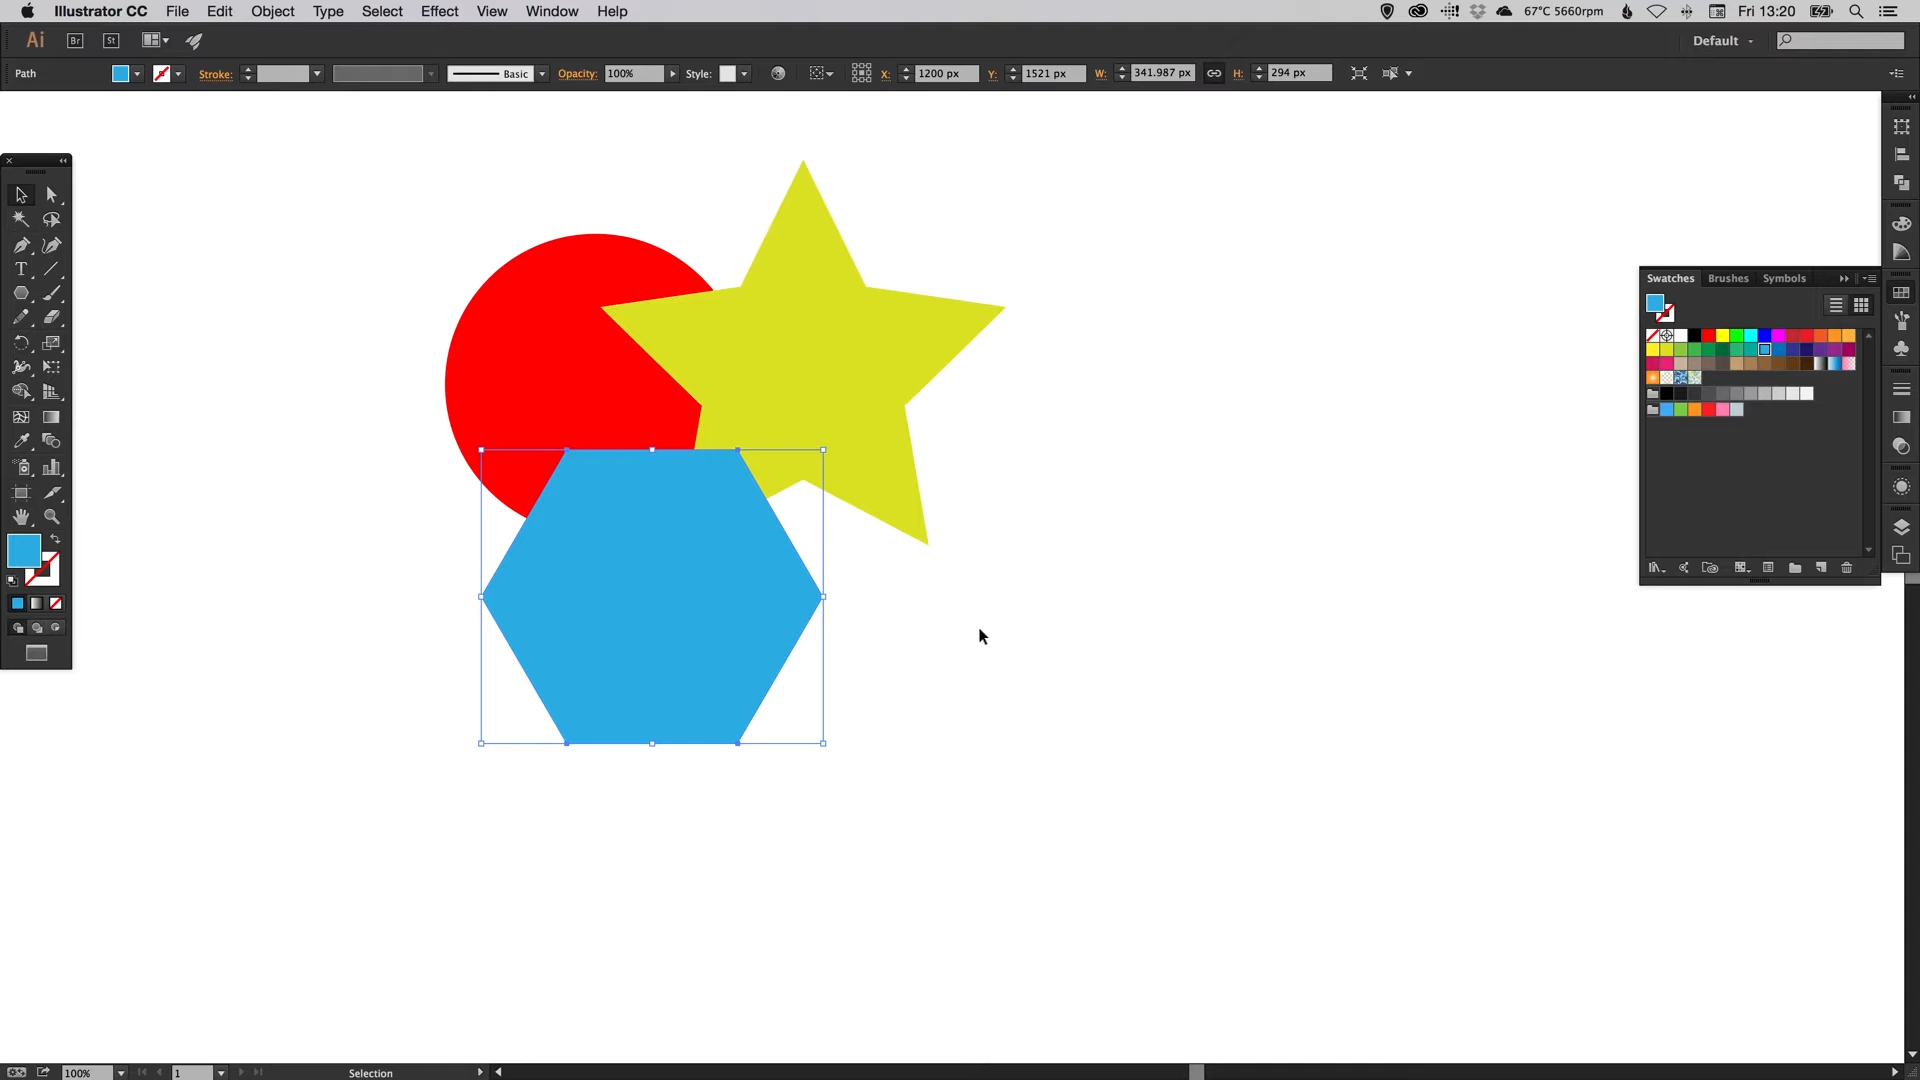 Illustrator CC File Edit Object Type Select Effect View Window Help 67°C 5660rpm Fri 13:20
Ai Br St Default
Path Stroke: Basic Opacity: 100% Style: X: 1200 px Y: 1521 px W: 341.987 px H: 294 px
Swatches Brushes Symbols
T
100% 1 Selection